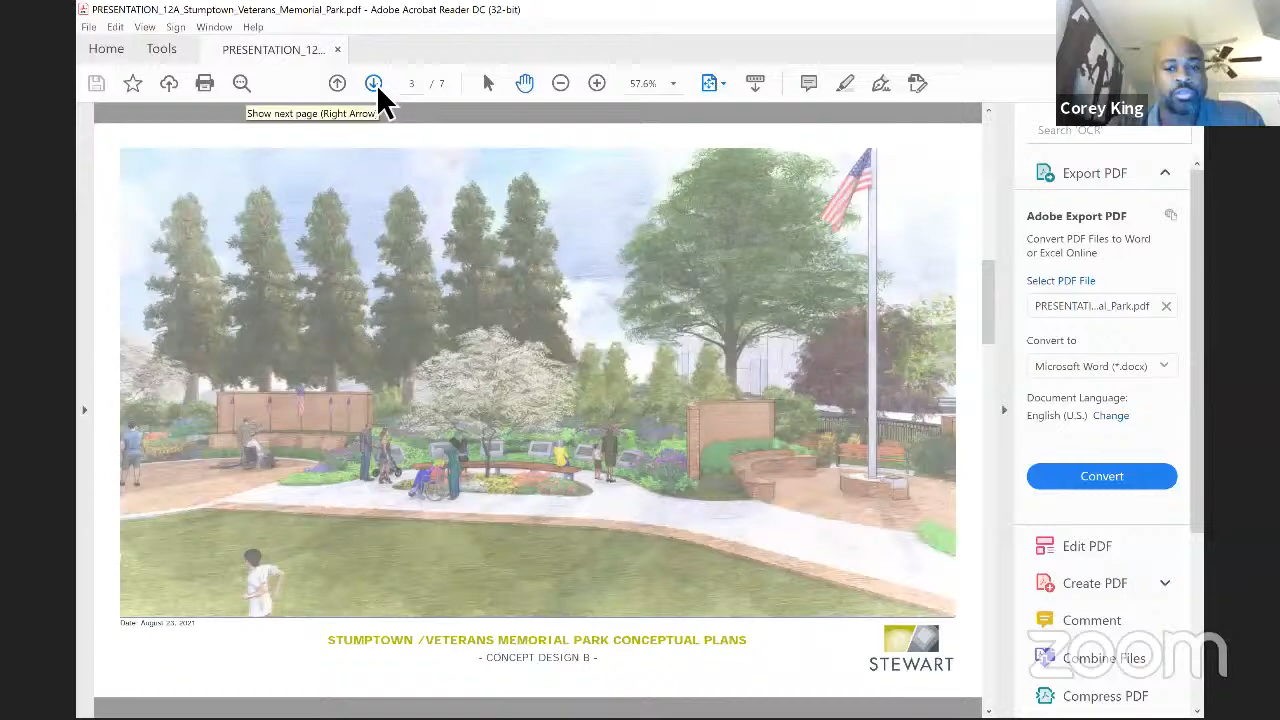 PRESENTATION_12A_Stumptown_Veterans_Memorial_Park.pdf - Adobe Acrobat Reader DC (32-bit)
File Edit View Sign Window Help
Home Tools PRESENTATION_12... ×
3 / 7 57.6%
Show next page (Right Arrow)
Corey King
Search 'OCR'
Export PDF
Adobe Export PDF
Convert PDF Files to Word
or Excel Online
Select PDF File
PRESENTATI...al_Park.pdf
Convert to
Microsoft Word (*.docx)
Document Language:
English (U.S.) Change
Convert
Edit PDF
Create PDF
Comment
Combine Files
Compress PDF
zoom
Date: August 23, 2021
STUMPTOWN /VETERANS MEMORIAL PARK CONCEPTUAL PLANS
- CONCEPT DESIGN B -
STEWART